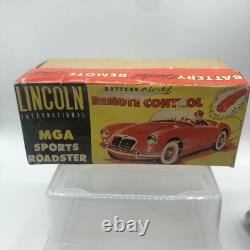 BATTERY Operated REMOTE
LINCOLN
INTERNATIONAL
MGA
SPORTS
ROADSTER
BATTERY
REMOTE CONTROL